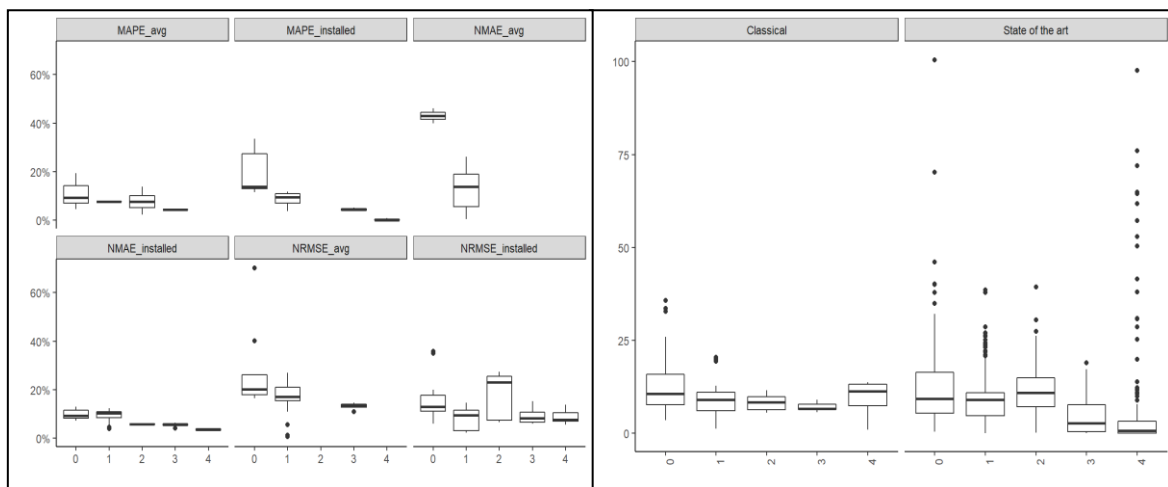 MAPE_avg MAPE_installed NMAE_avg
60%
40%
20%
0%
NMAE_installed NRMSE_avg NRMSE_installed
60%
40%
20%
0%
0 1 2 3 4 0 1 2 3 4 0 1 2 3 4
Classical State of the art
100
75
50
25
0
0 1 2 3 4 0 1 2 3 4